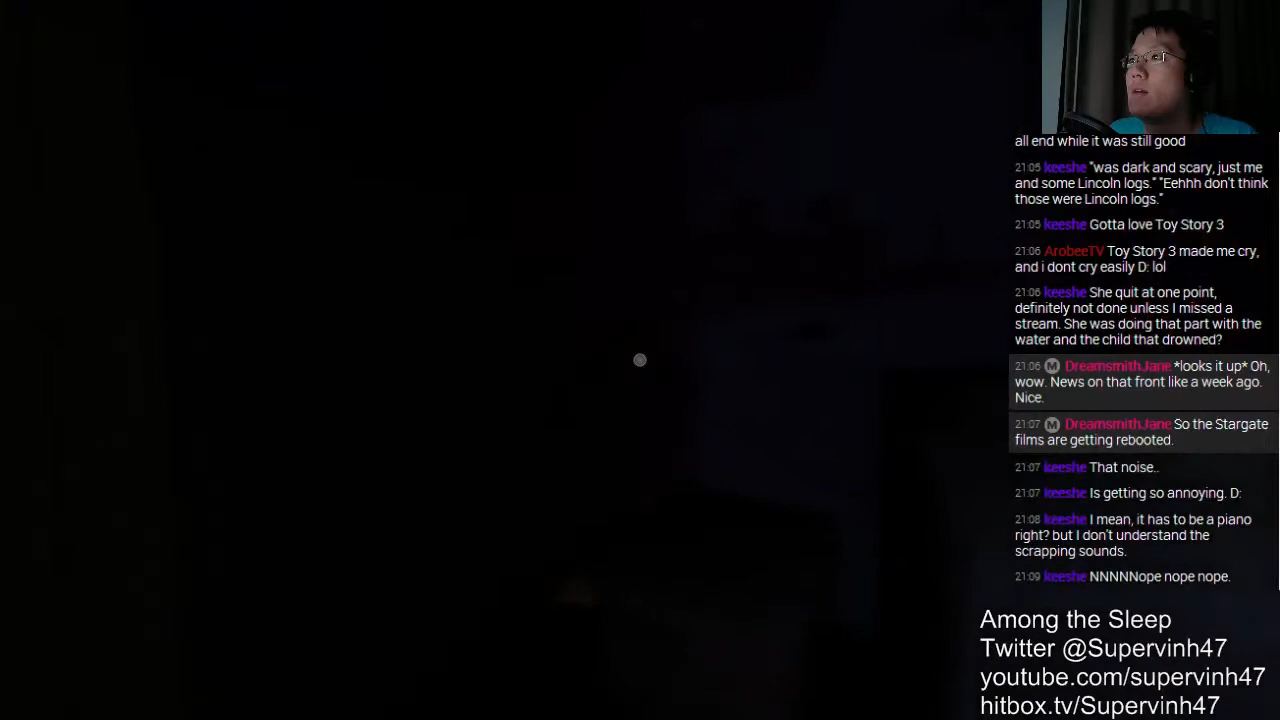 all end while it was still good
21:05 keeshe "was dark and scary, just me
and some Lincoln logs." "Eehhh don't think
those were Lincoln logs."
21:05 keeshe Gotta love Toy Story 3
21:06 ArobeeTV Toy Story 3 made me cry,
and i dont cry easily D: lol
21:06 keeshe She quit at one point,
definitely not done unless I missed a
stream. She was doing that part with the
water and the child that drowned?
21:06 M DreamsmithJane *looks it up* Oh,
wow. News on that front like a week ago.
Nice.
21:07 M DreamsmithJane So the Stargate
films are getting rebooted.
21:07 keeshe That noise..
21:07 keeshe Is getting so annoying. D:
21:08 keeshe I mean, it has to be a piano
right? but I don't understand the
scrapping sounds.
21:09 keeshe NNNNNope nope nope.
Among the Sleep
Twitter @Supervinh47
youtube.com/supervinh47
hitbox.tv/Supervinh47